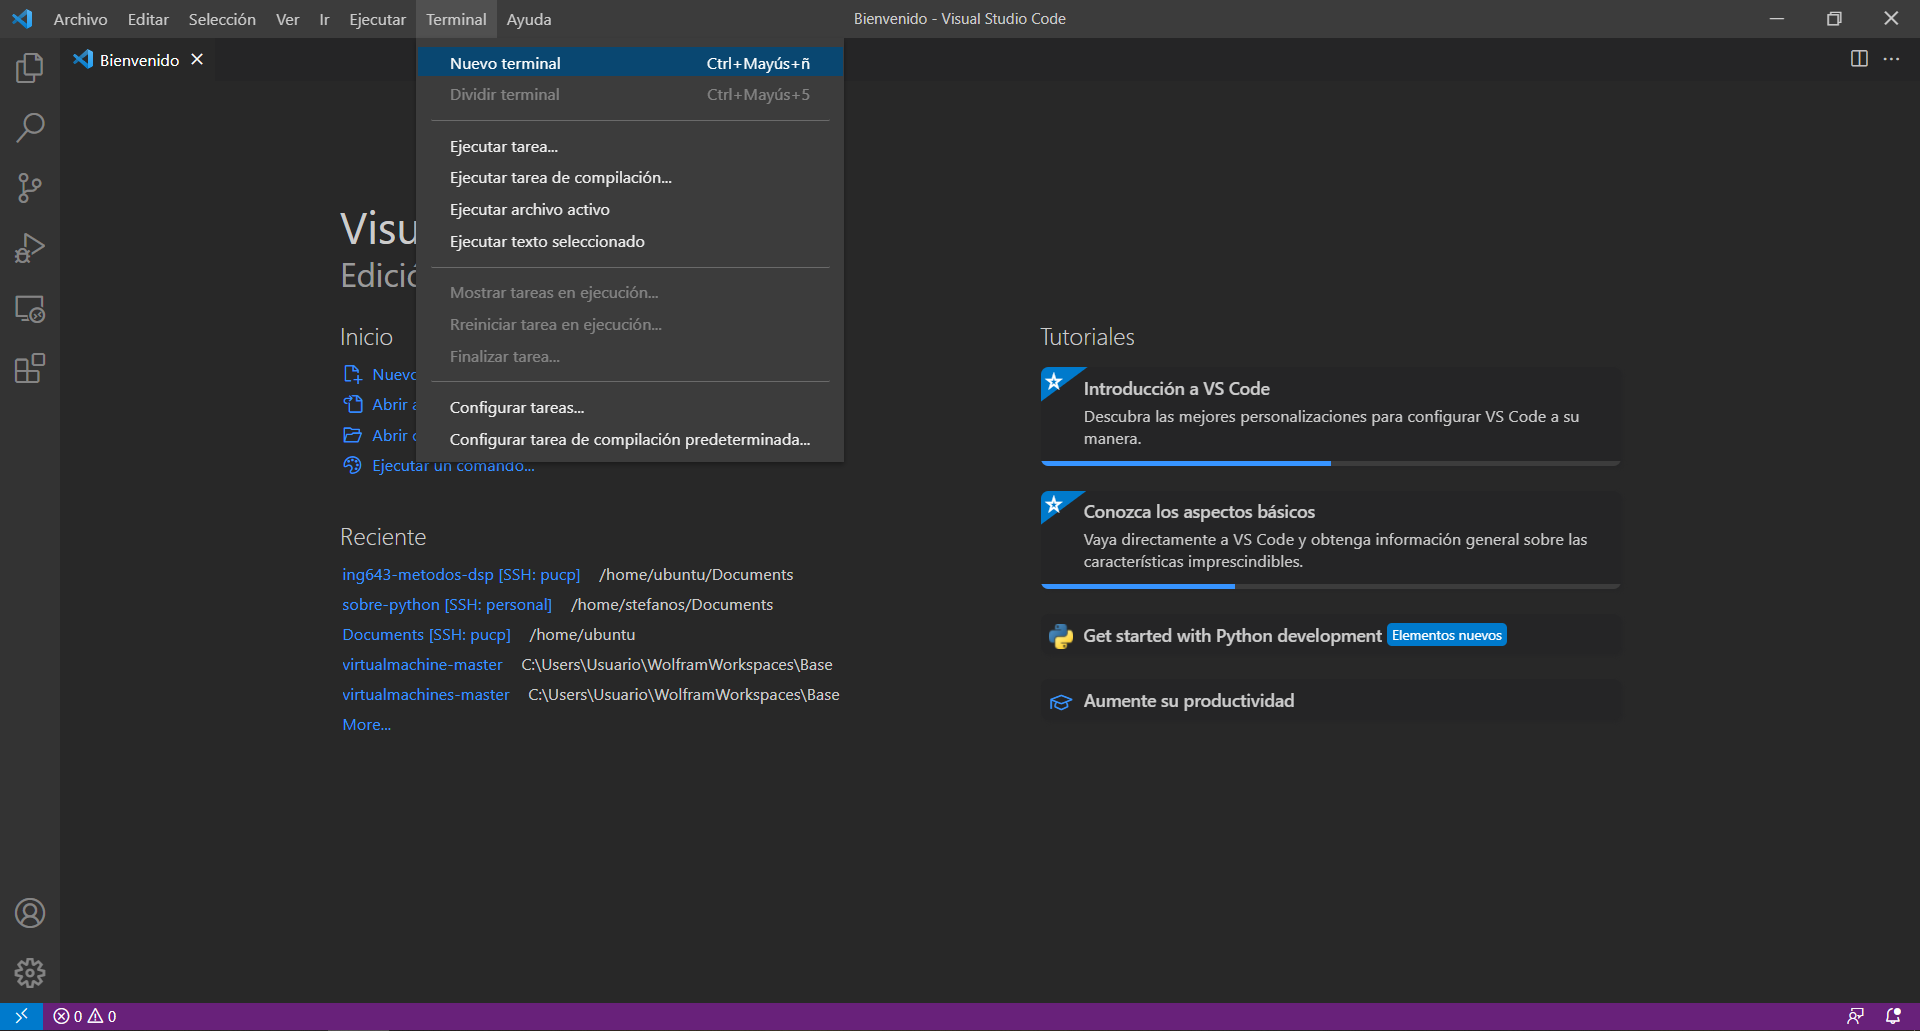 Archivo Editar Selección Ver Ir Ejecutar Terminal Ayuda Bienvenido - Visual Studio Code
Bienvenido
Nuevo terminal Ctrl+Mayús+ñ
Dividir terminal Ctrl+Mayús+5
Ejecutar tarea...
Ejecutar tarea de compilación...
Ejecutar archivo activo
Ejecutar texto seleccionado
Mostrar tareas en ejecución...
Rreiniciar tarea en ejecución...
Finalizar tarea...
Configurar tareas...
Configurar tarea de compilación predeterminada...
Visu
Edició
Inicio
Nuevo
Abrir a
Abrir c
Ejecutar un comando...
Reciente
ing643-metodos-dsp [SSH: pucp] /home/ubuntu/Documents
sobre-python [SSH: personal] /home/stefanos/Documents
Documents [SSH: pucp] /home/ubuntu
virtualmachine-master C:\Users\Usuario\WolframWorkspaces\Base
virtualmachines-master C:\Users\Usuario\WolframWorkspaces\Base
More...
Tutoriales
Introducción a VS Code
Descubra las mejores personalizaciones para configurar VS Code a su
manera.
Conozca los aspectos básicos
Vaya directamente a VS Code y obtenga información general sobre las
características imprescindibles.
Get started with Python development Elementos nuevos
Aumente su productividad
0 0